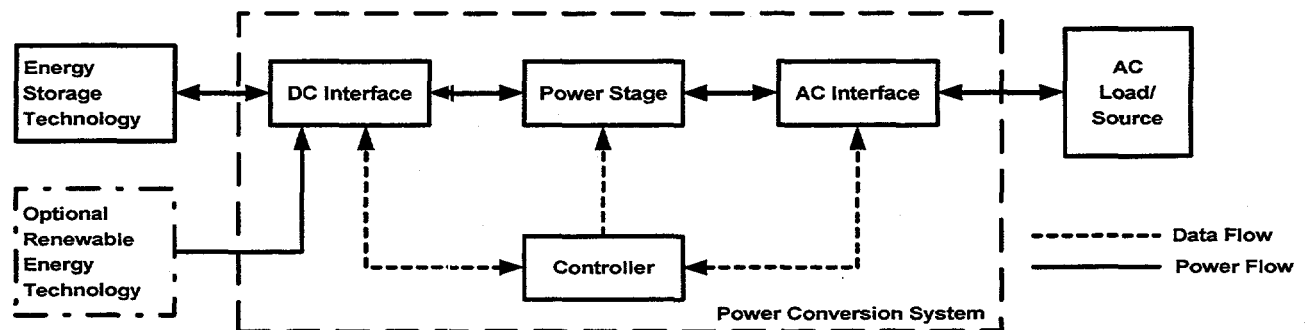 Energy
Storage
Technology
DC Interface
Power Stage
AC Interface
AC
Load/
Source
Optional
Renewable
Energy
Technology
Controller
Data Flow
Power Flow
Power Conversion System